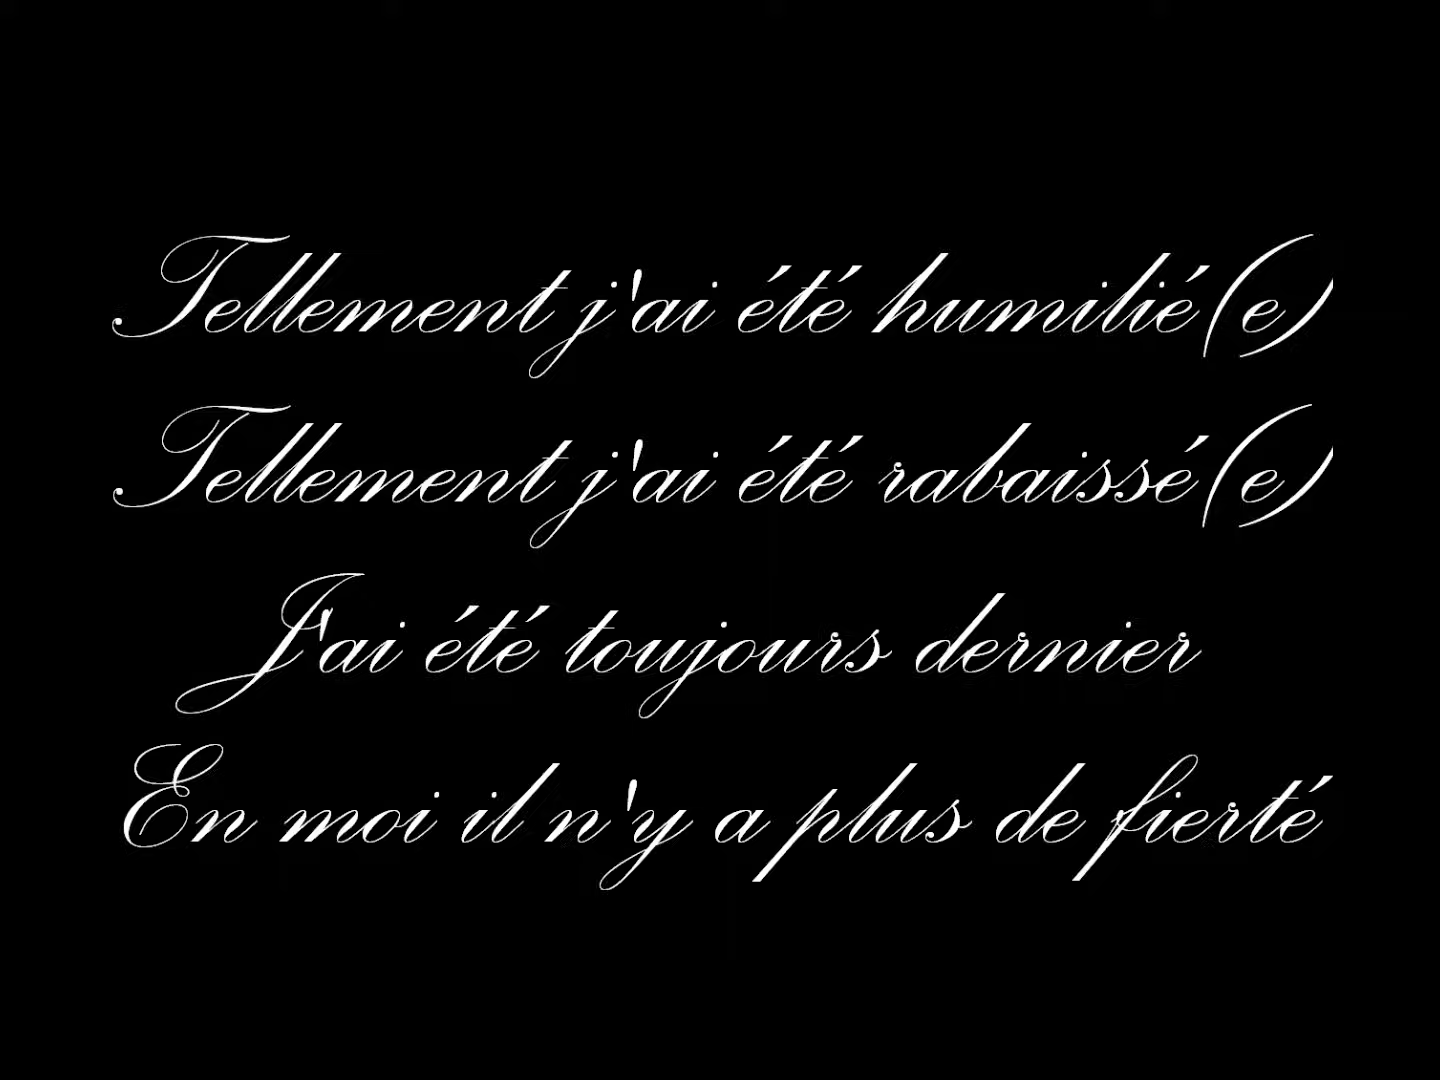 Tellement j'ai été humilié(e)
Tellement j'ai été rabaissé(e)
J'ai été toujours dernier
En moi il n'y a plus de fierté